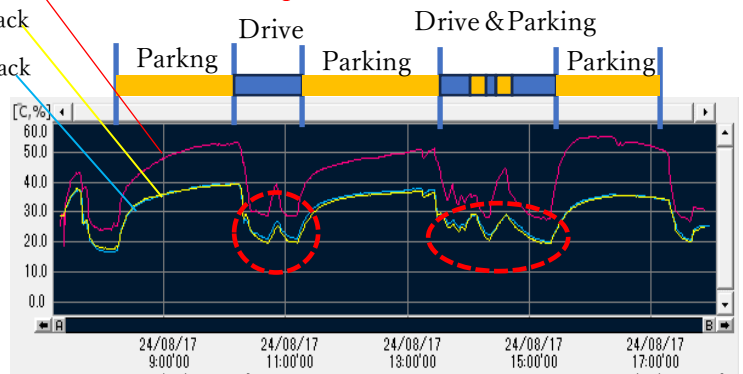 ack
ack
Parkng
Drive
Parking
Drive & Parking
Parking
[℃,%]
60.0
50.0
40.0
30.0
20.0
10.0
0.0
A
B
24/08/17
9:00'00
24/08/17
11:00'00
24/08/17
13:00'00
24/08/17
15:00'00
24/08/17
17:00'00